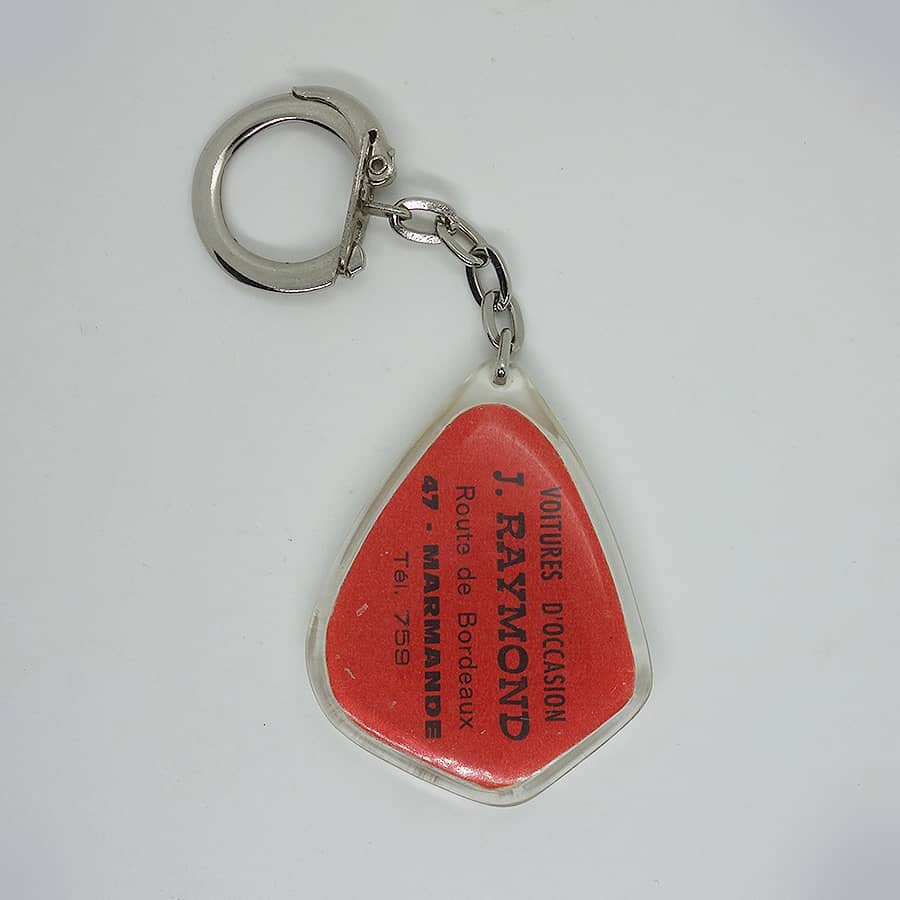 VOITURES D'OCCASION
J. RAYMOND
Route de Bordeaux
47 - MARMANDE
Tél. 759